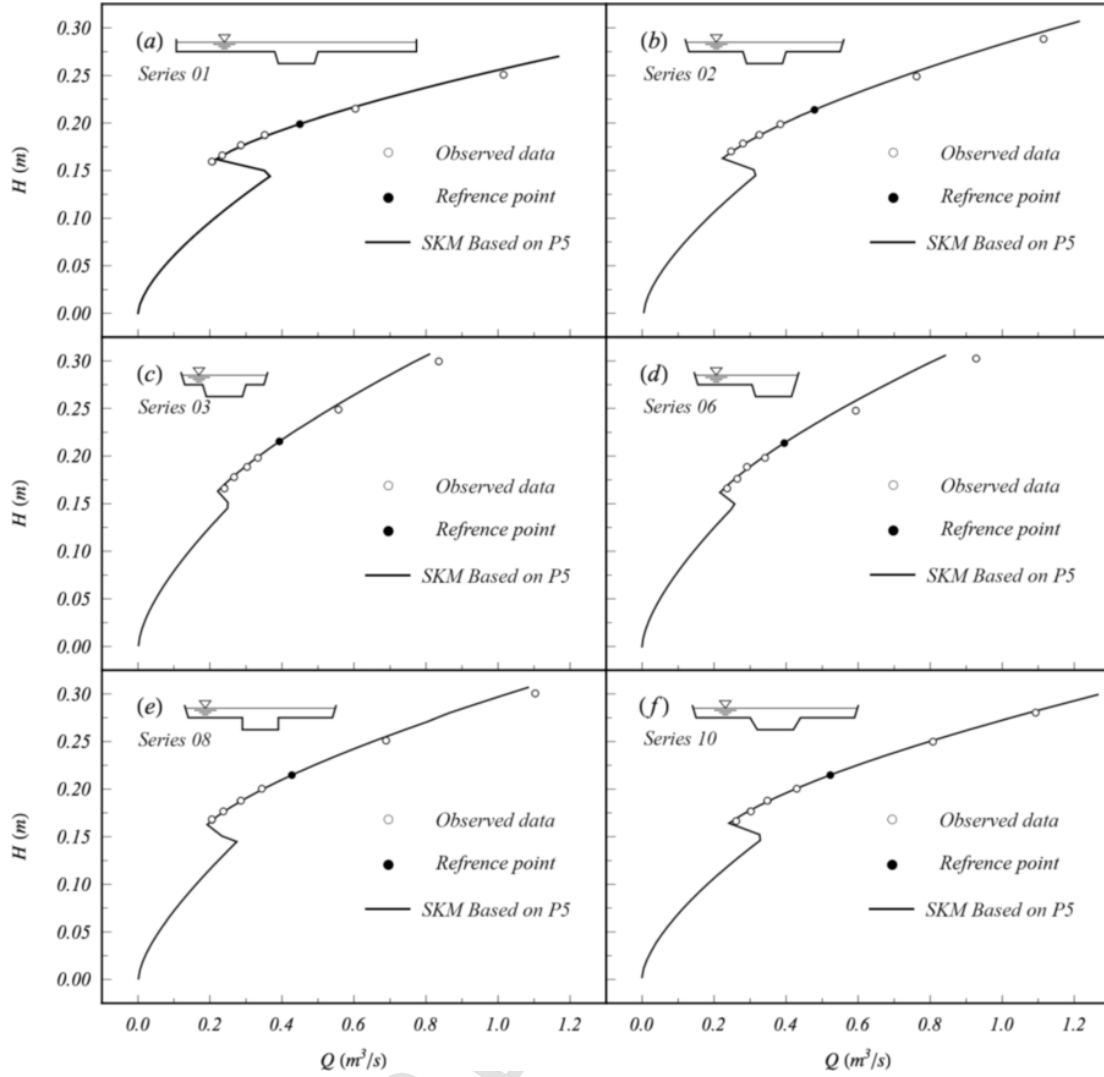 (a)
Series 01
0.30
0.25
0.20
0.15
0.10
0.05
0.00
H (m)
Observed data
Refrence point
SKM Based on P5
(b)
Series 02
Observed data
Refrence point
SKM Based on P5
(c)
Series 03
0.30
0.25
0.20
0.15
0.10
0.05
0.00
H (m)
Observed data
Refrence point
SKM Based on P5
(d)
Series 06
Observed data
Refrence point
SKM Based on P5
(e)
Series 08
0.30
0.25
0.20
0.15
0.10
0.05
0.00
H (m)
Observed data
Refrence point
SKM Based on P5
(f)
Series 10
Observed data
Refrence point
SKM Based on P5
0.0 0.2 0.4 0.6 0.8 1.0 1.2
0.0 0.2 0.4 0.6 0.8 1.0 1.2
Q (m³/s)
Q (m³/s)